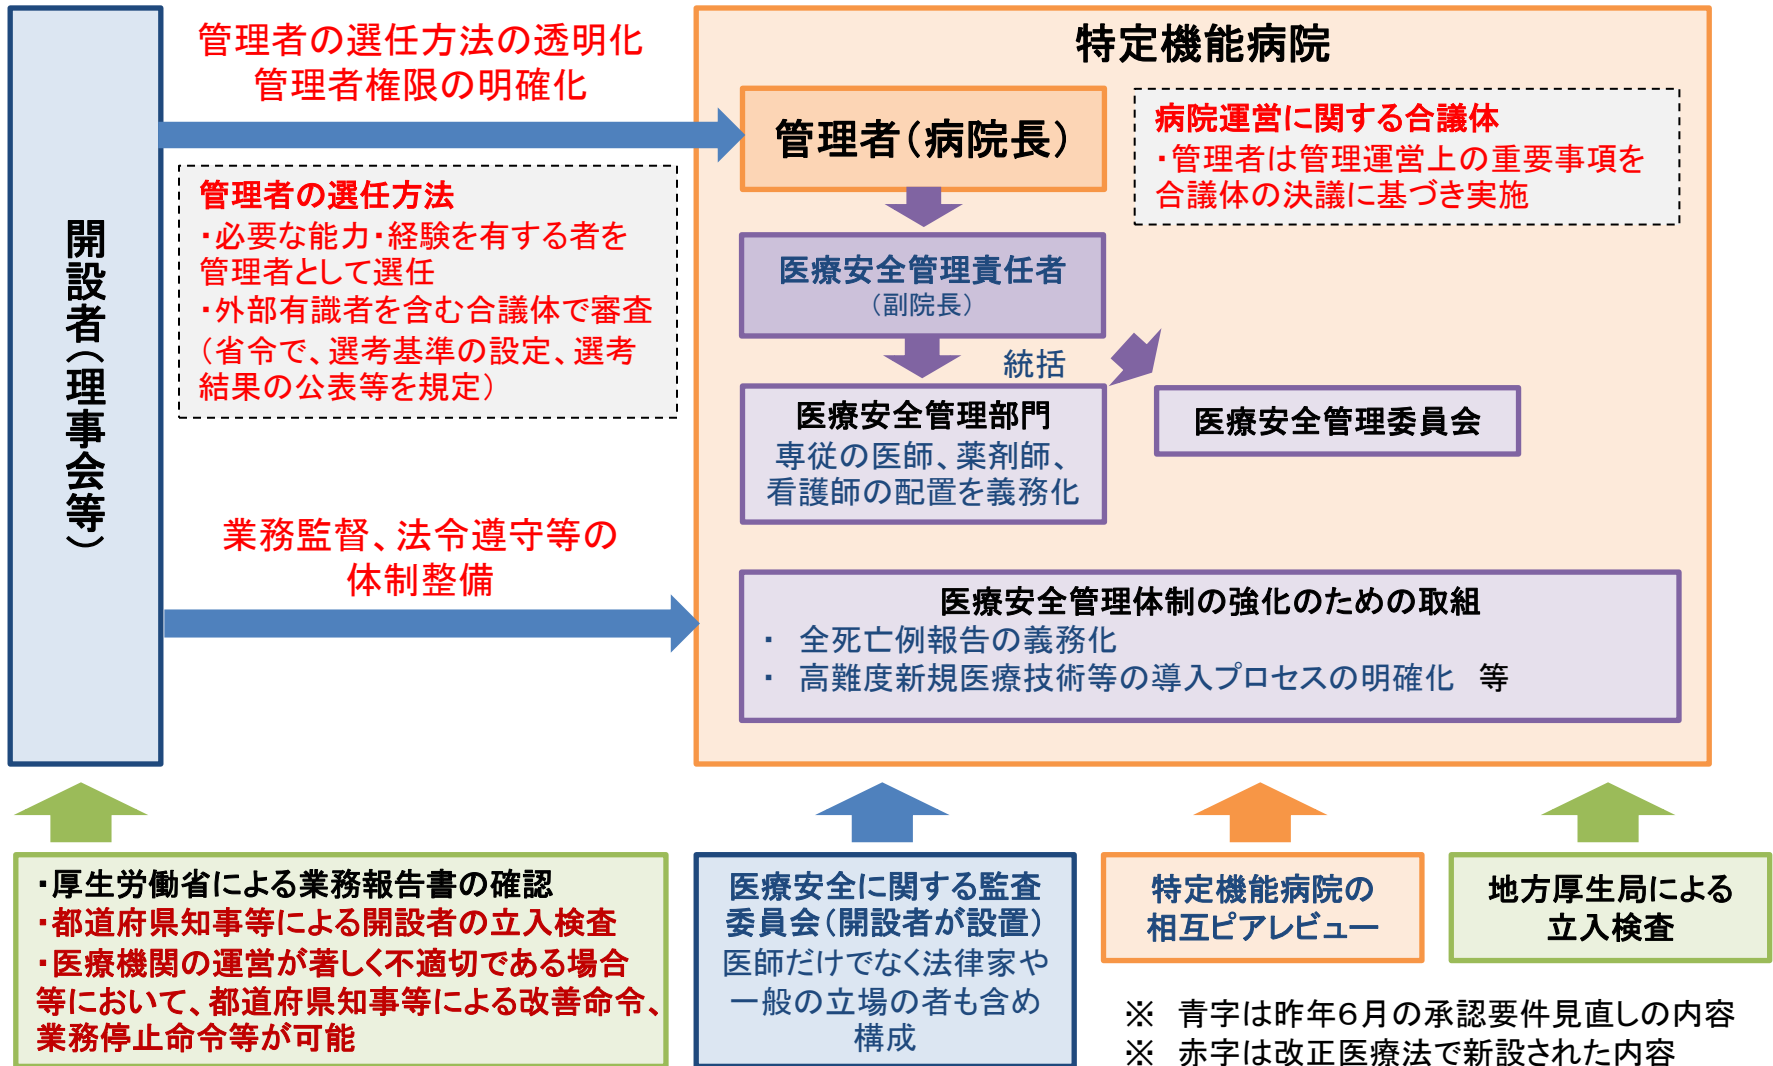 開設者（理事会等）
管理者の選任方法の透明化
管理者権限の明確化
管理者の選任方法
・必要な能力・経験を有する者を
管理者として選任
・外部有識者を含む合議体で審査
（省令で、選考基準の設定、選考
結果の公表等を規定）
業務監督、法令遵守等の
体制整備
特定機能病院
管理者（病院長）
病院運営に関する合議体
・管理者は管理運営上の重要事項を
合議体の決議に基づき実施
医療安全管理責任者
（副院長）
統括
医療安全管理部門
専従の医師、薬剤師、
看護師の配置を義務化
医療安全管理委員会
医療安全管理体制の強化のための取組
・ 全死亡例報告の義務化
・ 高難度新規医療技術等の導入プロセスの明確化 等
・厚生労働省による業務報告書の確認
・都道府県知事等による開設者の立入検査
・医療機関の運営が著しく不適切である場合
等において、都道府県知事等による改善命令、
業務停止命令等が可能
医療安全に関する監査
委員会（開設者が設置）
医師だけでなく法律家や
一般の立場の者も含め
構成
特定機能病院の
相互ピアレビュー
地方厚生局による
立入検査
※ 青字は昨年６月の承認要件見直しの内容
※ 赤字は改正医療法で新設された内容